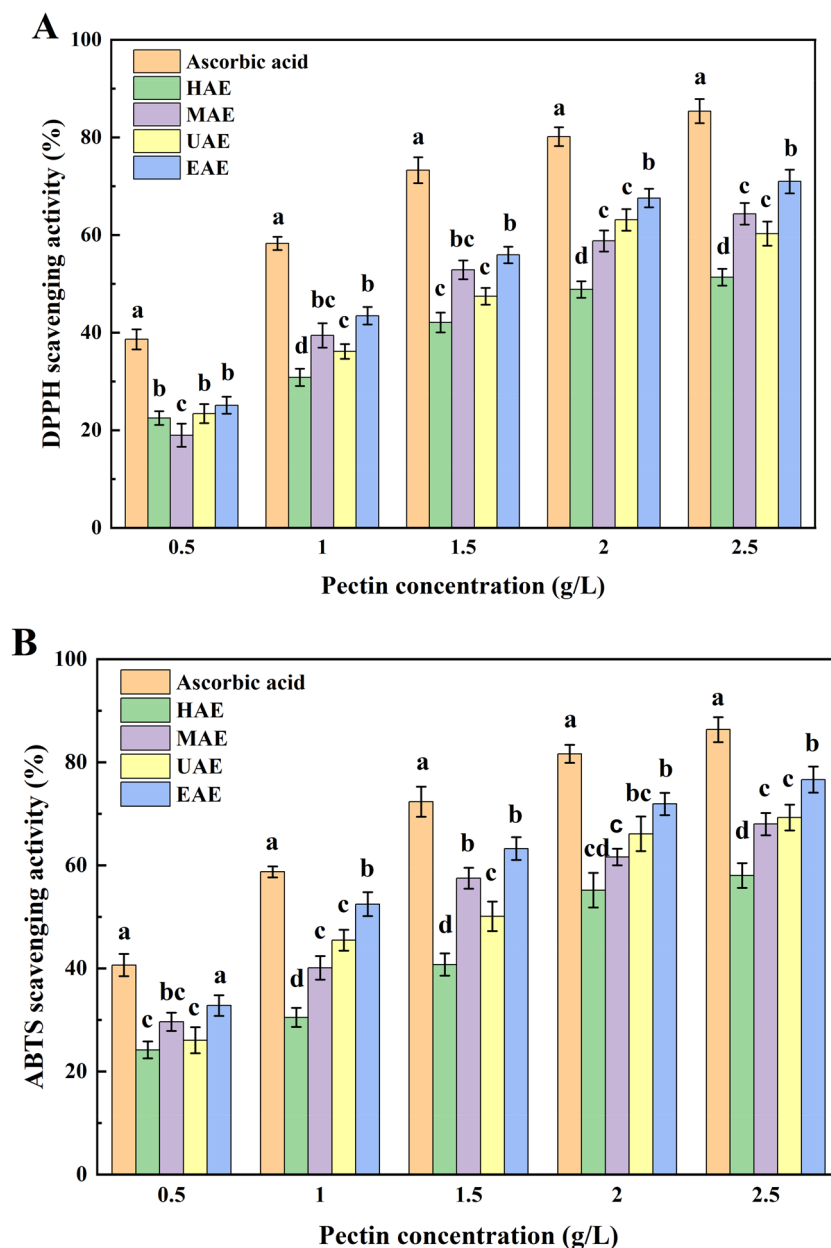 A
DPPH scavenging activity (%)
100
80
60
40
20
0
Ascorbic acid
HAE
MAE
UAE
EAE
a b c b b
a d bc c b
a c bc c b
a d c c b
a d c c b
0.5 1 1.5 2 2.5
Pectin concentration (g/L)
B
ABTS scavenging activity (%)
100
80
60
40
20
0
Ascorbic acid
HAE
MAE
UAE
EAE
a c bc c a
a d c c b
a d b c b
a cd c bc b
a d c c b
0.5 1 1.5 2 2.5
Pectin concentration (g/L)